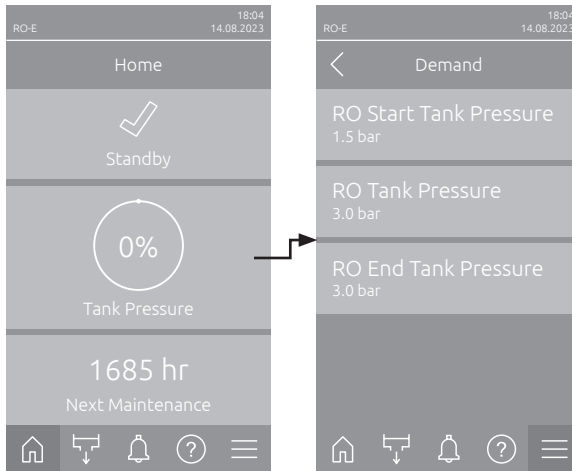 18:04
RO-E
14.08.2023
Home
Standby
0%
Tank Pressure
1685 hr
Next Maintenance
?
18:04
RO-E
14.08.2023
Demand
RO Start Tank Pressure
1.5 bar
RO Tank Pressure
3.0 bar
RO End Tank Pressure
3.0 bar
?